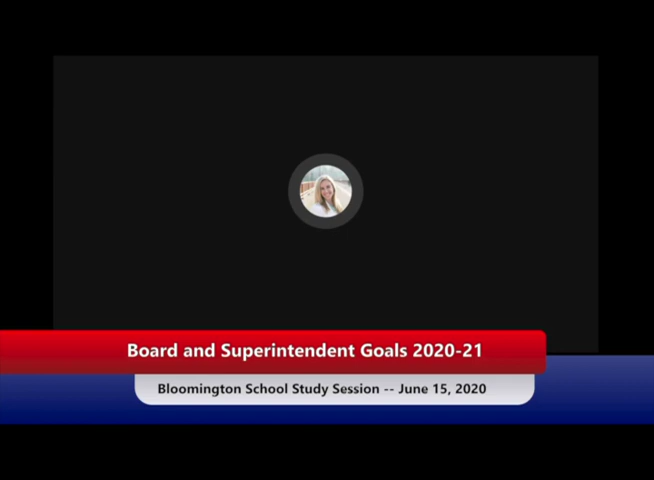 Board and Superintendent Goals 2020-21
Bloomington School Study Session -- June 15, 2020